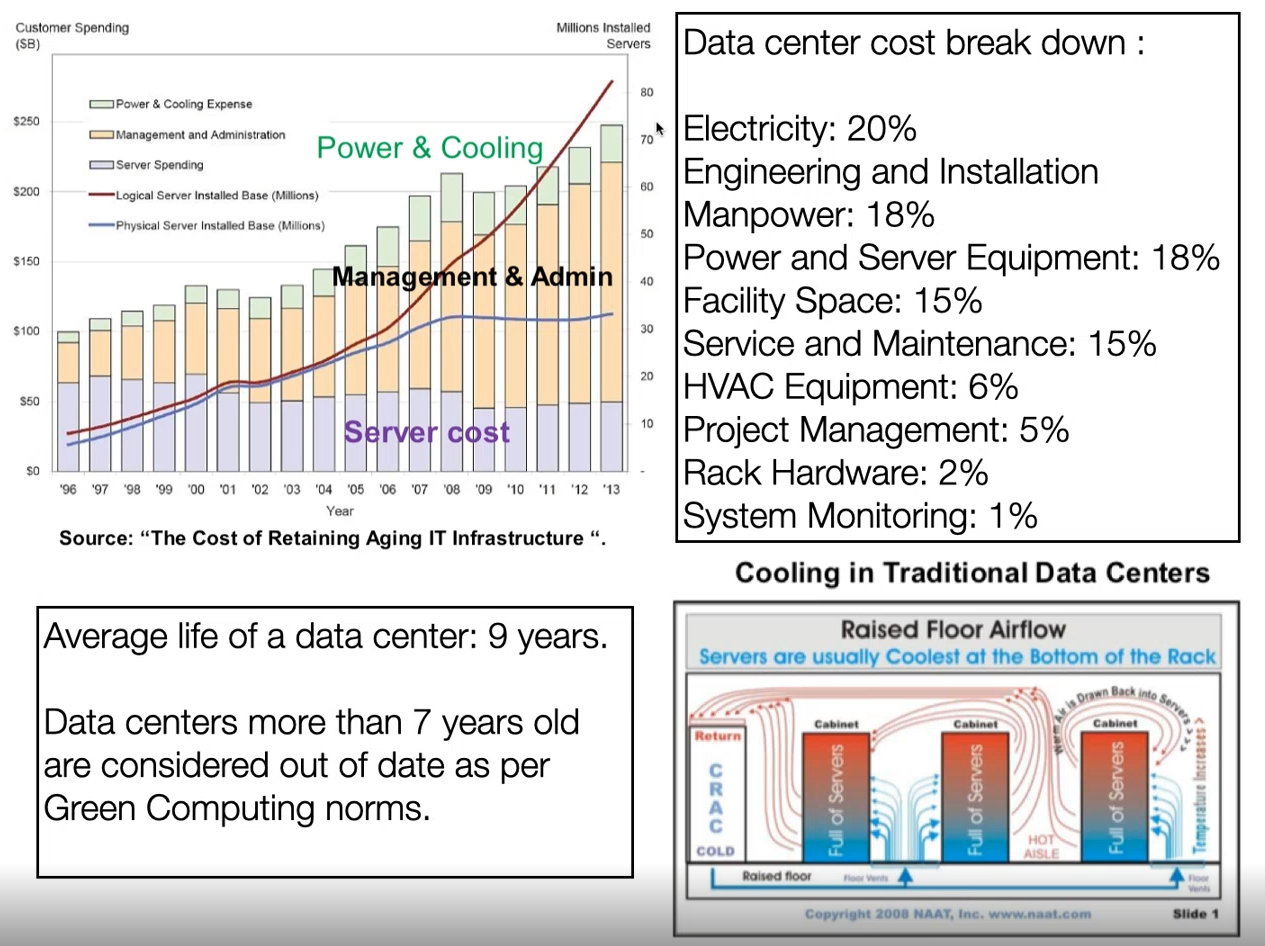 Customer Spending
($B)
Millions Installed
Servers
Power & Cooling Expense
Management and Administration
Server Spending
Logical Server Installed Base (Millions)
Physical Server Installed Base (Millions)
Power & Cooling
Management & Admin
Server cost
$250
$200
$150
$100
$50
$0
80
70
60
50
40
30
20
10
-
'96 '97 '98 '99 '00 '01 '02 '03 '04 '05 '06 '07 '08 '09 '10 '11 '12 '13
Year
Source: “The Cost of Retaining Aging IT Infrastructure “.
Data center cost break down :
Electricity: 20%
Engineering and Installation
Manpower: 18%
Power and Server Equipment: 18%
Facility Space: 15%
Service and Maintenance: 15%
HVAC Equipment: 6%
Project Management: 5%
Rack Hardware: 2%
System Monitoring: 1%
Average life of a data center: 9 years.
Data centers more than 7 years old
are considered out of date as per
Green Computing norms.
Cooling in Traditional Data Centers
Raised Floor Airflow
Servers are usually Coolest at the Bottom of the Rack
Return
CRAC
COLD
Cabinet
Full of Servers
Cabinet
Full of Servers
HOT
AISLE
Warm Air is Drawn Back into Servers >>>
Cabinet
Full of Servers
Temperature Increases >
Raised floor
Floor Vents
Floor
Vents
Copyright 2008 NAAT, Inc. www.naat.com
Slide 1